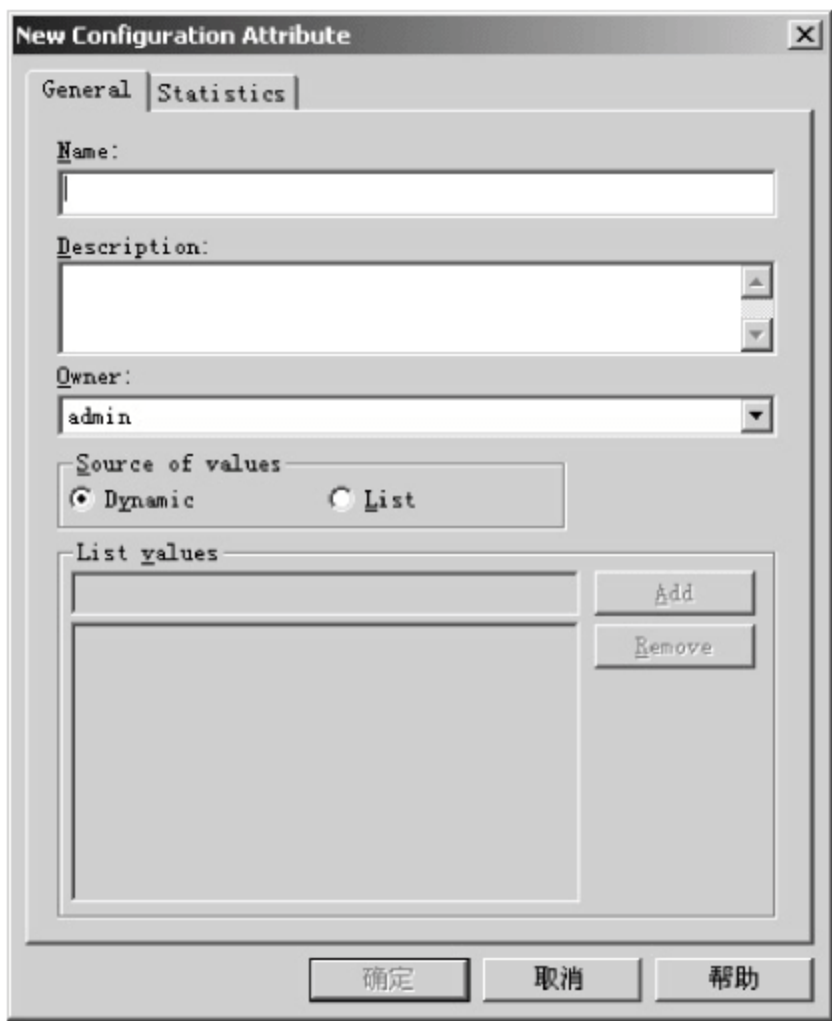 New Configuration Attribute
General Statistics
Name:
Description:
Owner:
admin
Source of values
Dynamic List
List values
Add
Remove
确定 取消 帮助